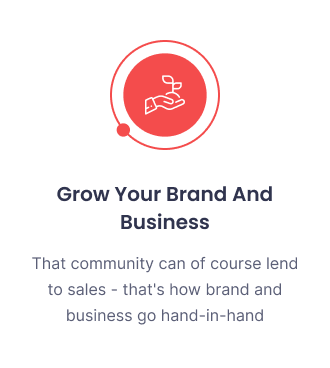 Grow Your Brand And
Business
That community can of course lend
to sales - that's how brand and
business go hand-in-hand